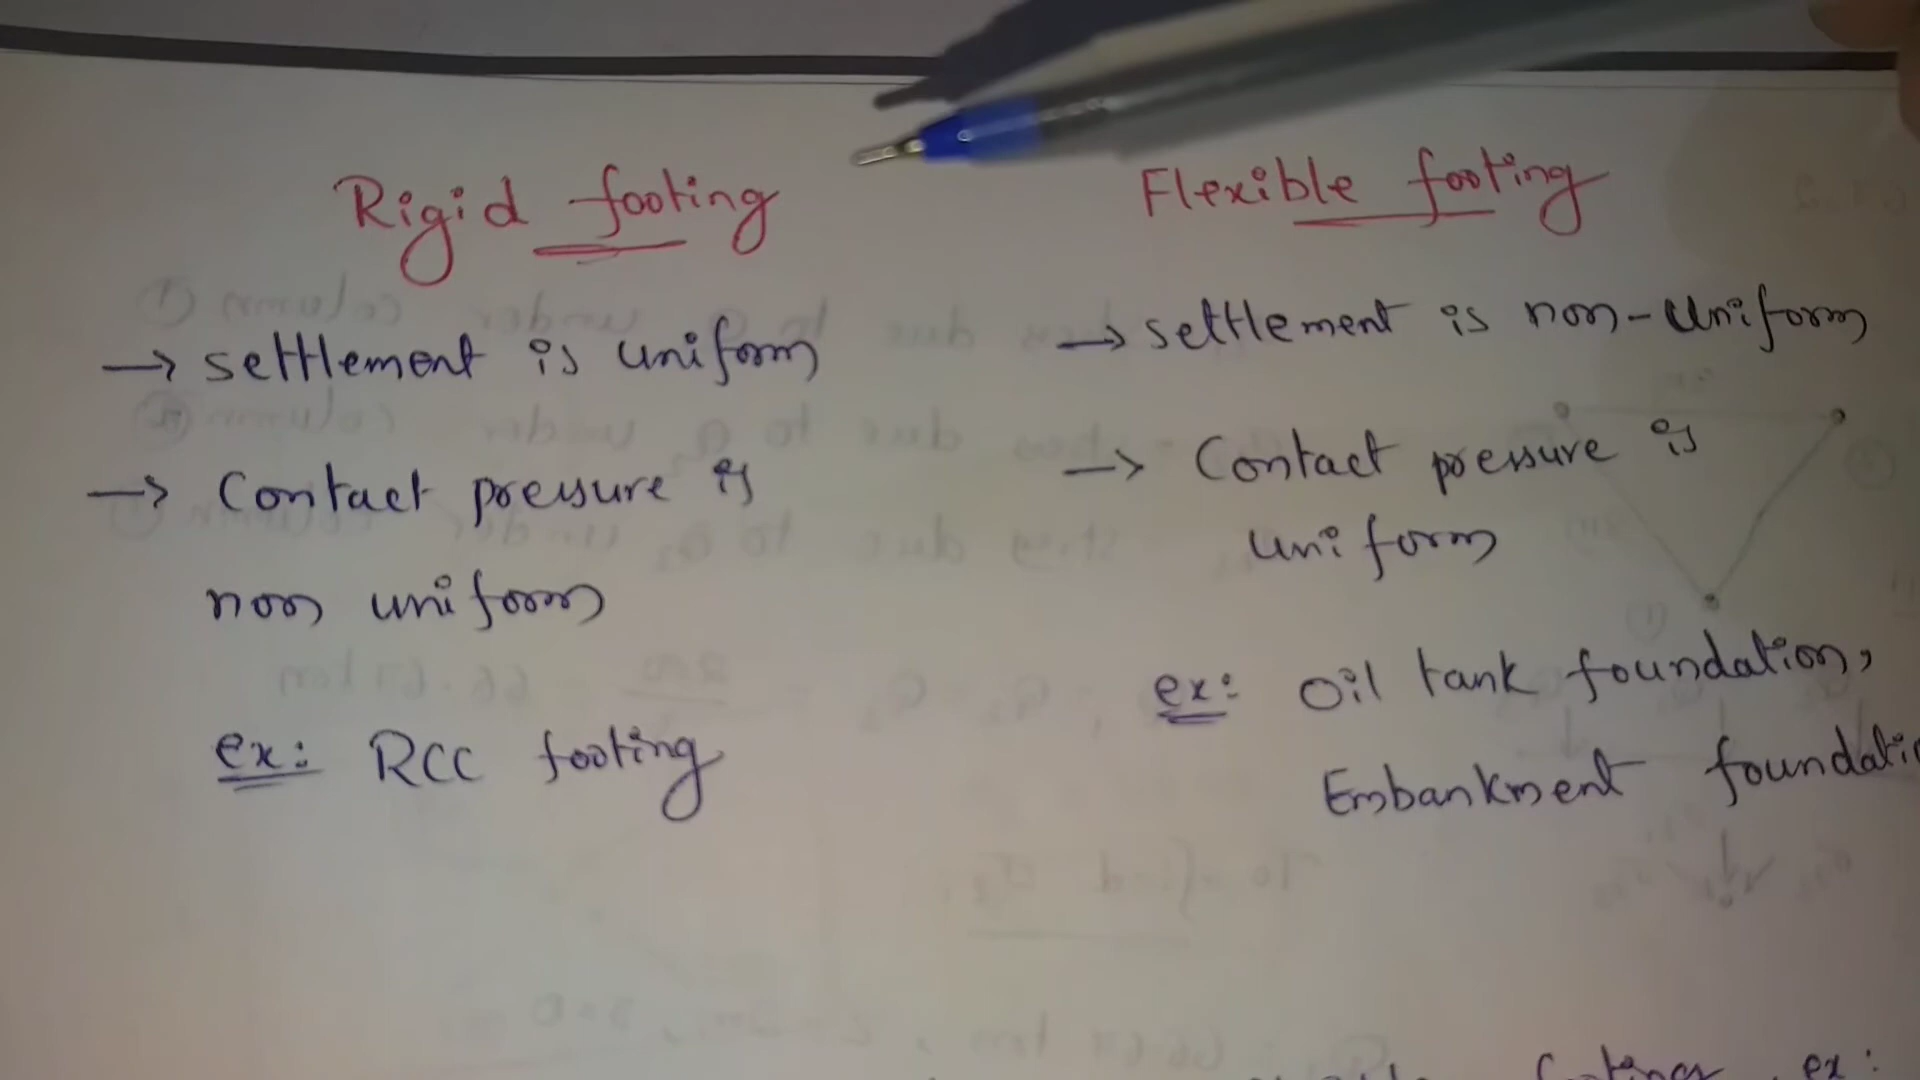 Rigid footing
→ settlement is uniform
→ Contact pressure is
non uniform
ex: RCC footing
Flexible footing
→ settlement is non-uniform
→ Contact pressure is
uniform
ex: Oil tank foundation,
Embankment
ex: